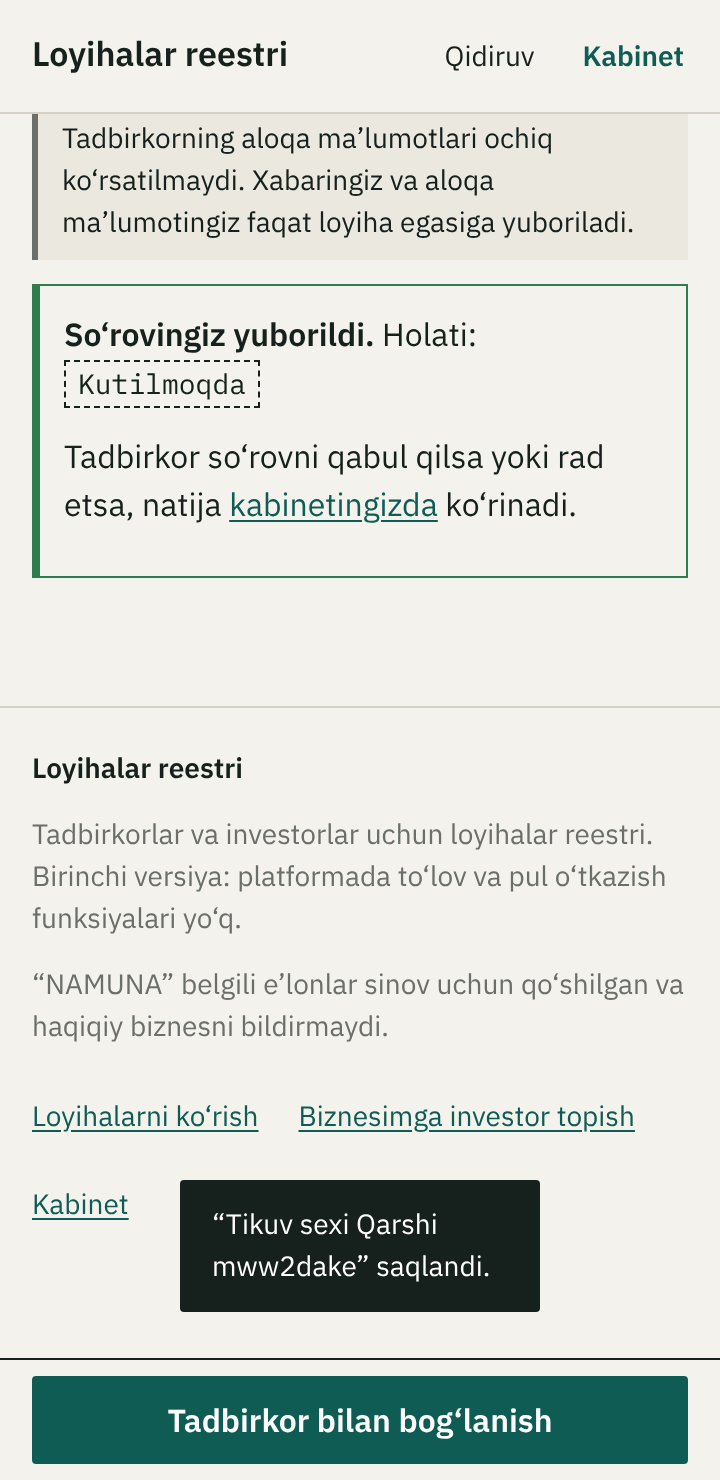 Loyihalar reestri
Qidiruv
Kabinet
Tadbirkorning aloqa ma’lumotlari ochiq
ko‘rsatilmaydi. Xabaringiz va aloqa
ma’lumotingiz faqat loyiha egasiga yuboriladi.
So‘rovingiz yuborildi. Holati:
Kutilmoqda
Tadbirkor so‘rovni qabul qilsa yoki rad
etsa, natija kabinetingizda ko‘rinadi.
Loyihalar reestri
Tadbirkorlar va investorlar uchun loyihalar reestri.
Birinchi versiya: platformada to‘lov va pul o‘tkazish
funksiyalari yo‘q.
“NAMUNA” belgili e’lonlar sinov uchun qo‘shilgan va
haqiqiy biznesni bildirmaydi.
Loyihalarni ko‘rish
Biznesimga investor topish
Kabinet
“Tikuv sexi Qarshi
mww2dake” saqlandi.
Tadbirkor bilan bog‘lanish